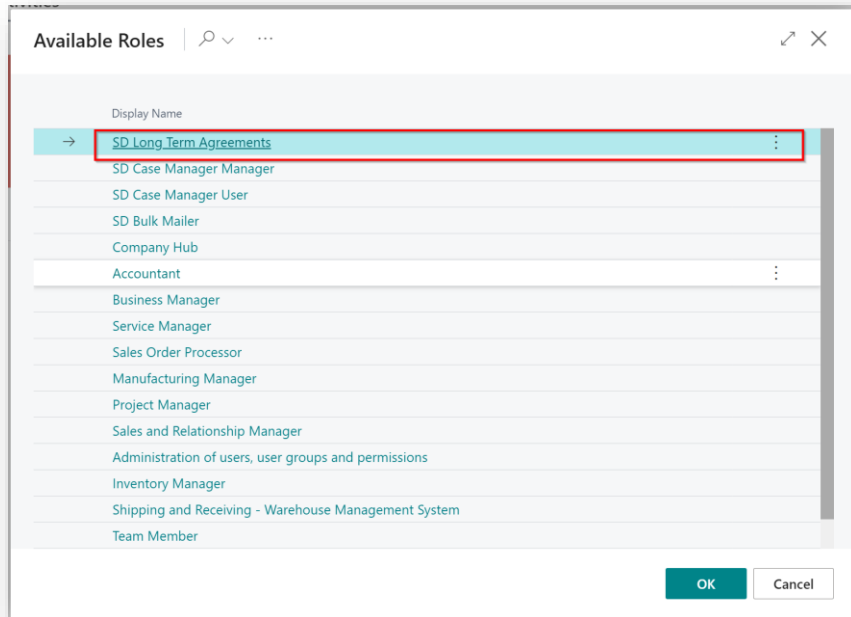 Available Roles
Display Name
SD Long Term Agreements
SD Case Manager Manager
SD Case Manager User
SD Bulk Mailer
Company Hub
Accountant
Business Manager
Service Manager
Sales Order Processor
Manufacturing Manager
Project Manager
Sales and Relationship Manager
Administration of users, user groups and permissions
Inventory Manager
Shipping and Receiving - Warehouse Management System
Team Member
OK Cancel